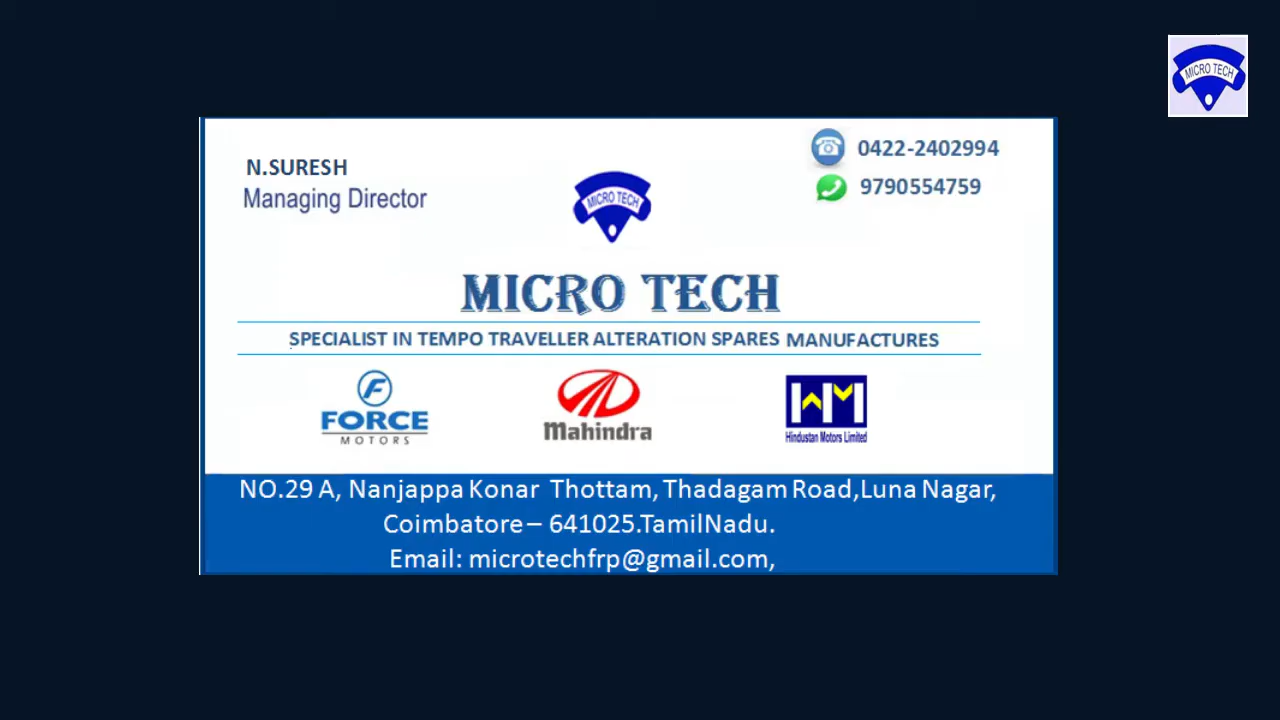 MICRO TECH
N.SURESH
Managing Director
0422-2402994
9790554759
MICRO TECH
MICRO TECH
SPECIALIST IN TEMPO TRAVELLER ALTERATION SPARES MANUFACTURES
F
FORCE
MOTORS
Mahindra
HM
Hindustan Motors Limited
NO.29 A, Nanjappa Konar Thottam, Thadagam Road,Luna Nagar,
Coimbatore – 641025.TamilNadu.
Email: microtechfrp@gmail.com,